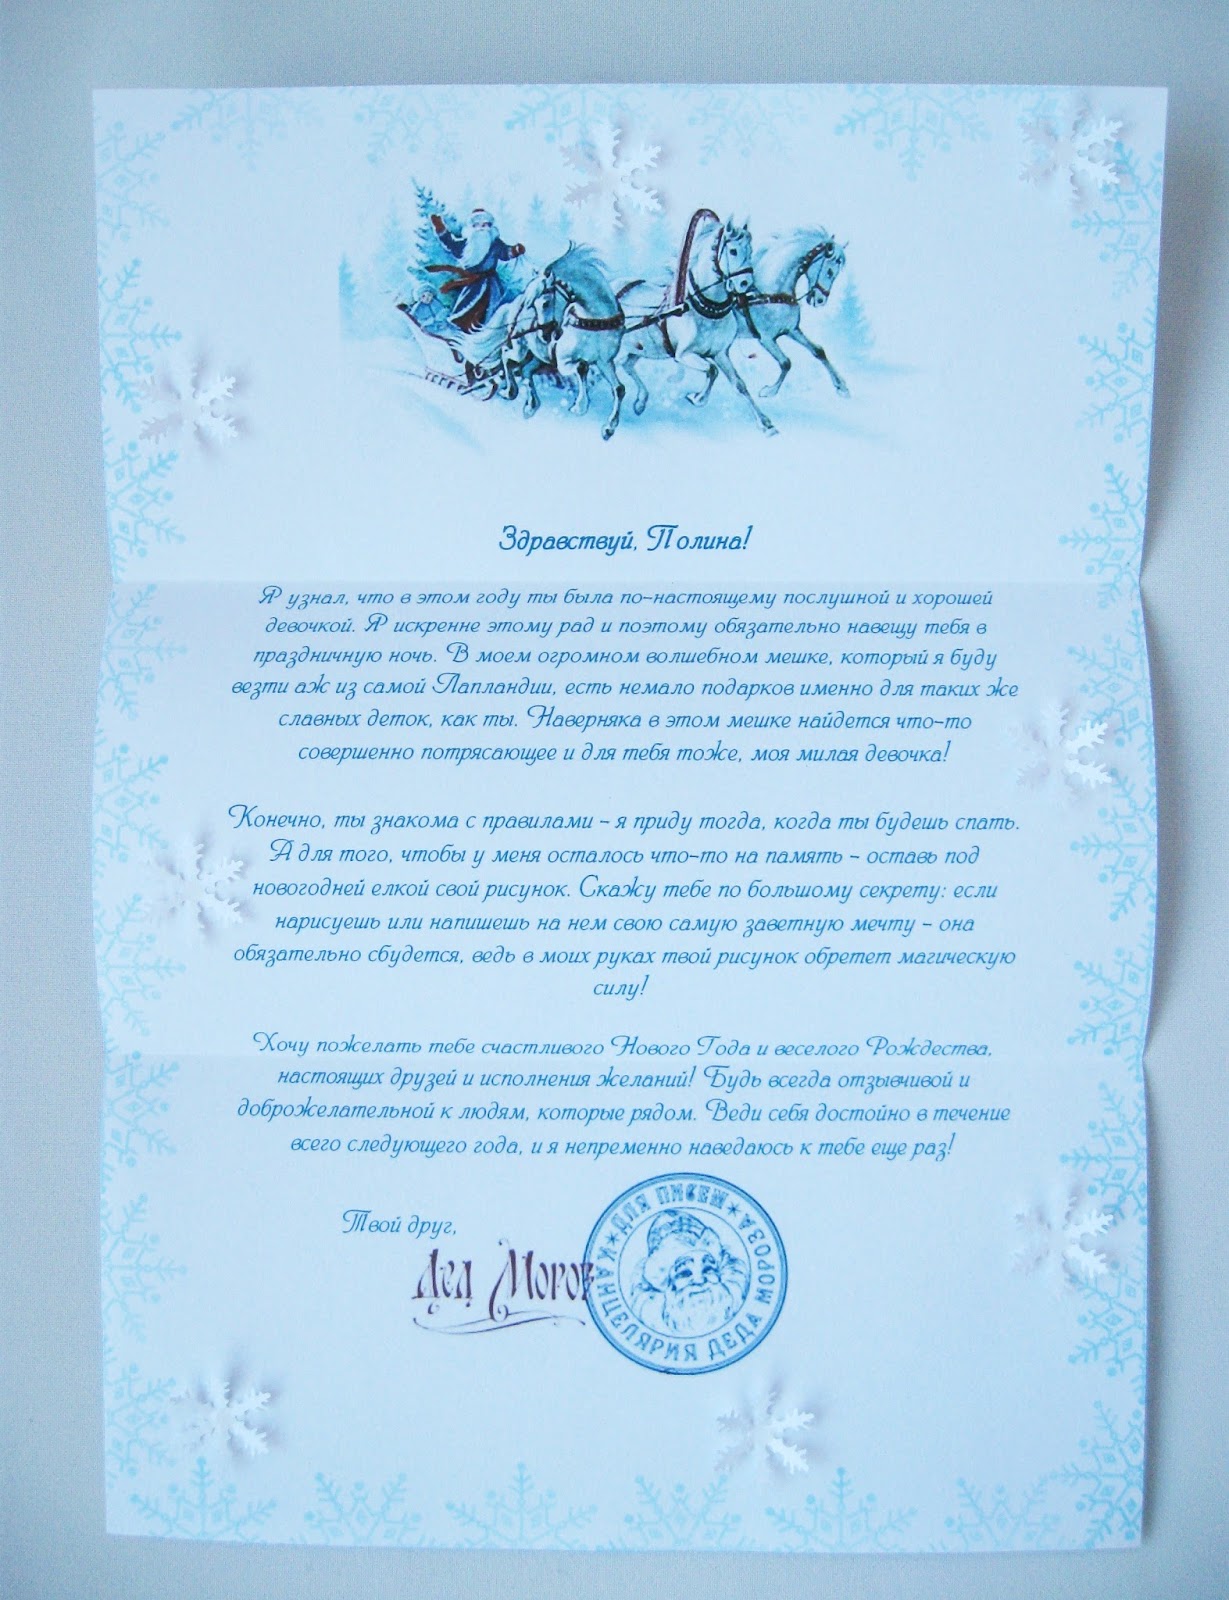 Здравствуй, Полина!
Я узнал, что в этом году ты была по-настоящему послушной и хорошей
девочкой. Я искренне этому рад и поэтому обязательно навещу тебя в
праздничную ночь. В моем огромном волшебном мешке, который я буду
везти аж из самой Лапландии, есть немало подарков именно для таких же
славных деток, как ты. Наверняка в этом мешке найдется что-то
совершенно потрясающее и для тебя тоже, моя милая девочка!
Конечно, ты знакома с правилами – я приду тогда, когда ты будешь спать.
А для того, чтобы у меня осталось что-то на память – оставь под
новогодней елкой свой рисунок. Скажу тебе по большому секрету: если
нарисуешь или напишешь на нем свою самую заветную мечту – она
обязательно сбудется, ведь в моих руках твой рисунок обретет магическую
силу!
Хочу пожелать тебе счастливого Нового Года и веселого Рождества,
настоящих друзей и исполнения желаний! Будь всегда отзывчивой и
доброжелательной к людям, которые рядом. Веди себя достойно в течение
всего следующего года, и я непременно наведаюсь к тебе еще раз!
Твой друг,
Дед Мороз
КАНЦЕЛЯРИЯ ДЕДА МОРОЗА
ДЛЯ ПИСЕМ